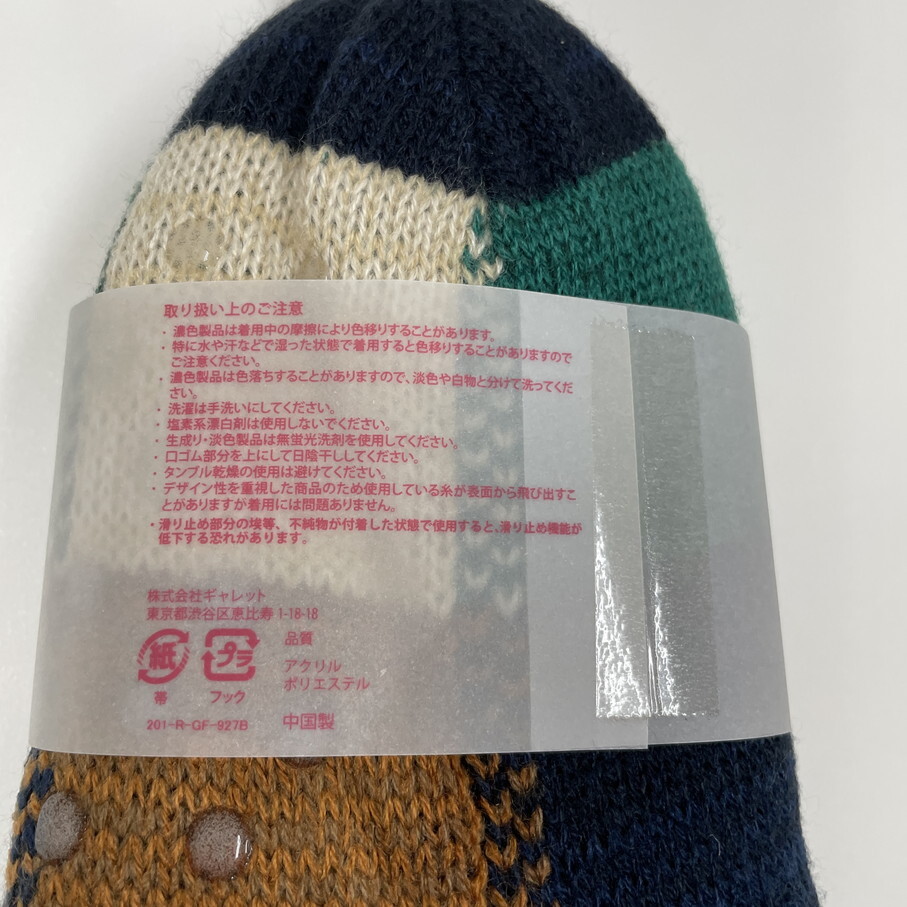 取り扱い上のご注意
・濃色製品は着用中の摩擦により色移りすることがあります。
・特に水や汗などで湿った状態で着用すると色移りすることがありますので
ご注意ください。
・濃色製品は色落ちすることがありますので、淡色や白物と分けて洗ってくだ
さい。
・洗濯は手洗いにしてください。
・塩素系漂白剤は使用しないでください。
・生成り・淡色製品は無蛍光洗剤を使用してください。
・口ゴム部分を上にして日陰干ししてください。
・タンブル乾燥の使用は避けてください。
・デザイン性を重視した商品のため使用している糸が表面から飛び出すこ
とがありますが着用には問題ありません。
・滑り止め部分の埃等、不純物が付着した状態で使用すると、滑り止め機能が
低下する恐れがあります。
株式会社ギャレット
東京都渋谷区恵比寿 1-18-18
紙
帯
プラ
フック
品質
アクリル
ポリエステル
201-R-GF-927B
中国製